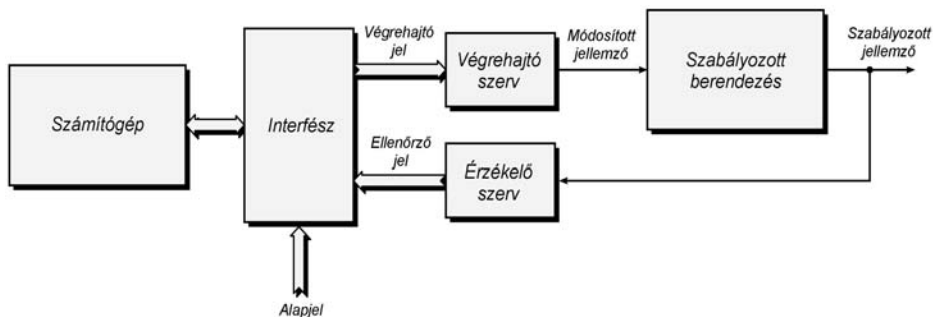 Számítógép
Interfész
Végrehajtó
jel
Végrehajtó
szerv
Módosított
jellemző
Szabályozott
berendezés
Szabályozott
jellemző
Ellenőrző
jel
Érzékelő
szerv
Alapjel